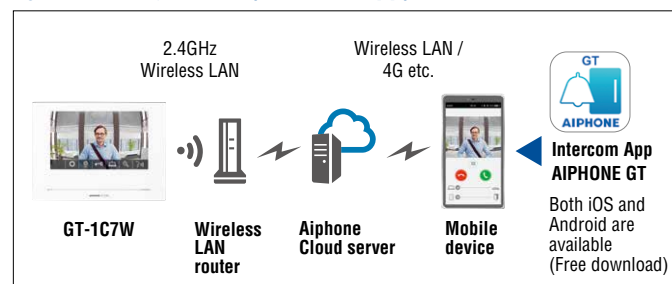 2.4GHz
Wireless LAN
Wireless LAN /
4G etc.
GT
AIPHONE
GT-1C7W
Wireless
LAN
router
Aiphone
Cloud server
Mobile
device
Intercom App
AIPHONE GT
Both iOS and
Android are
available
(Free download)